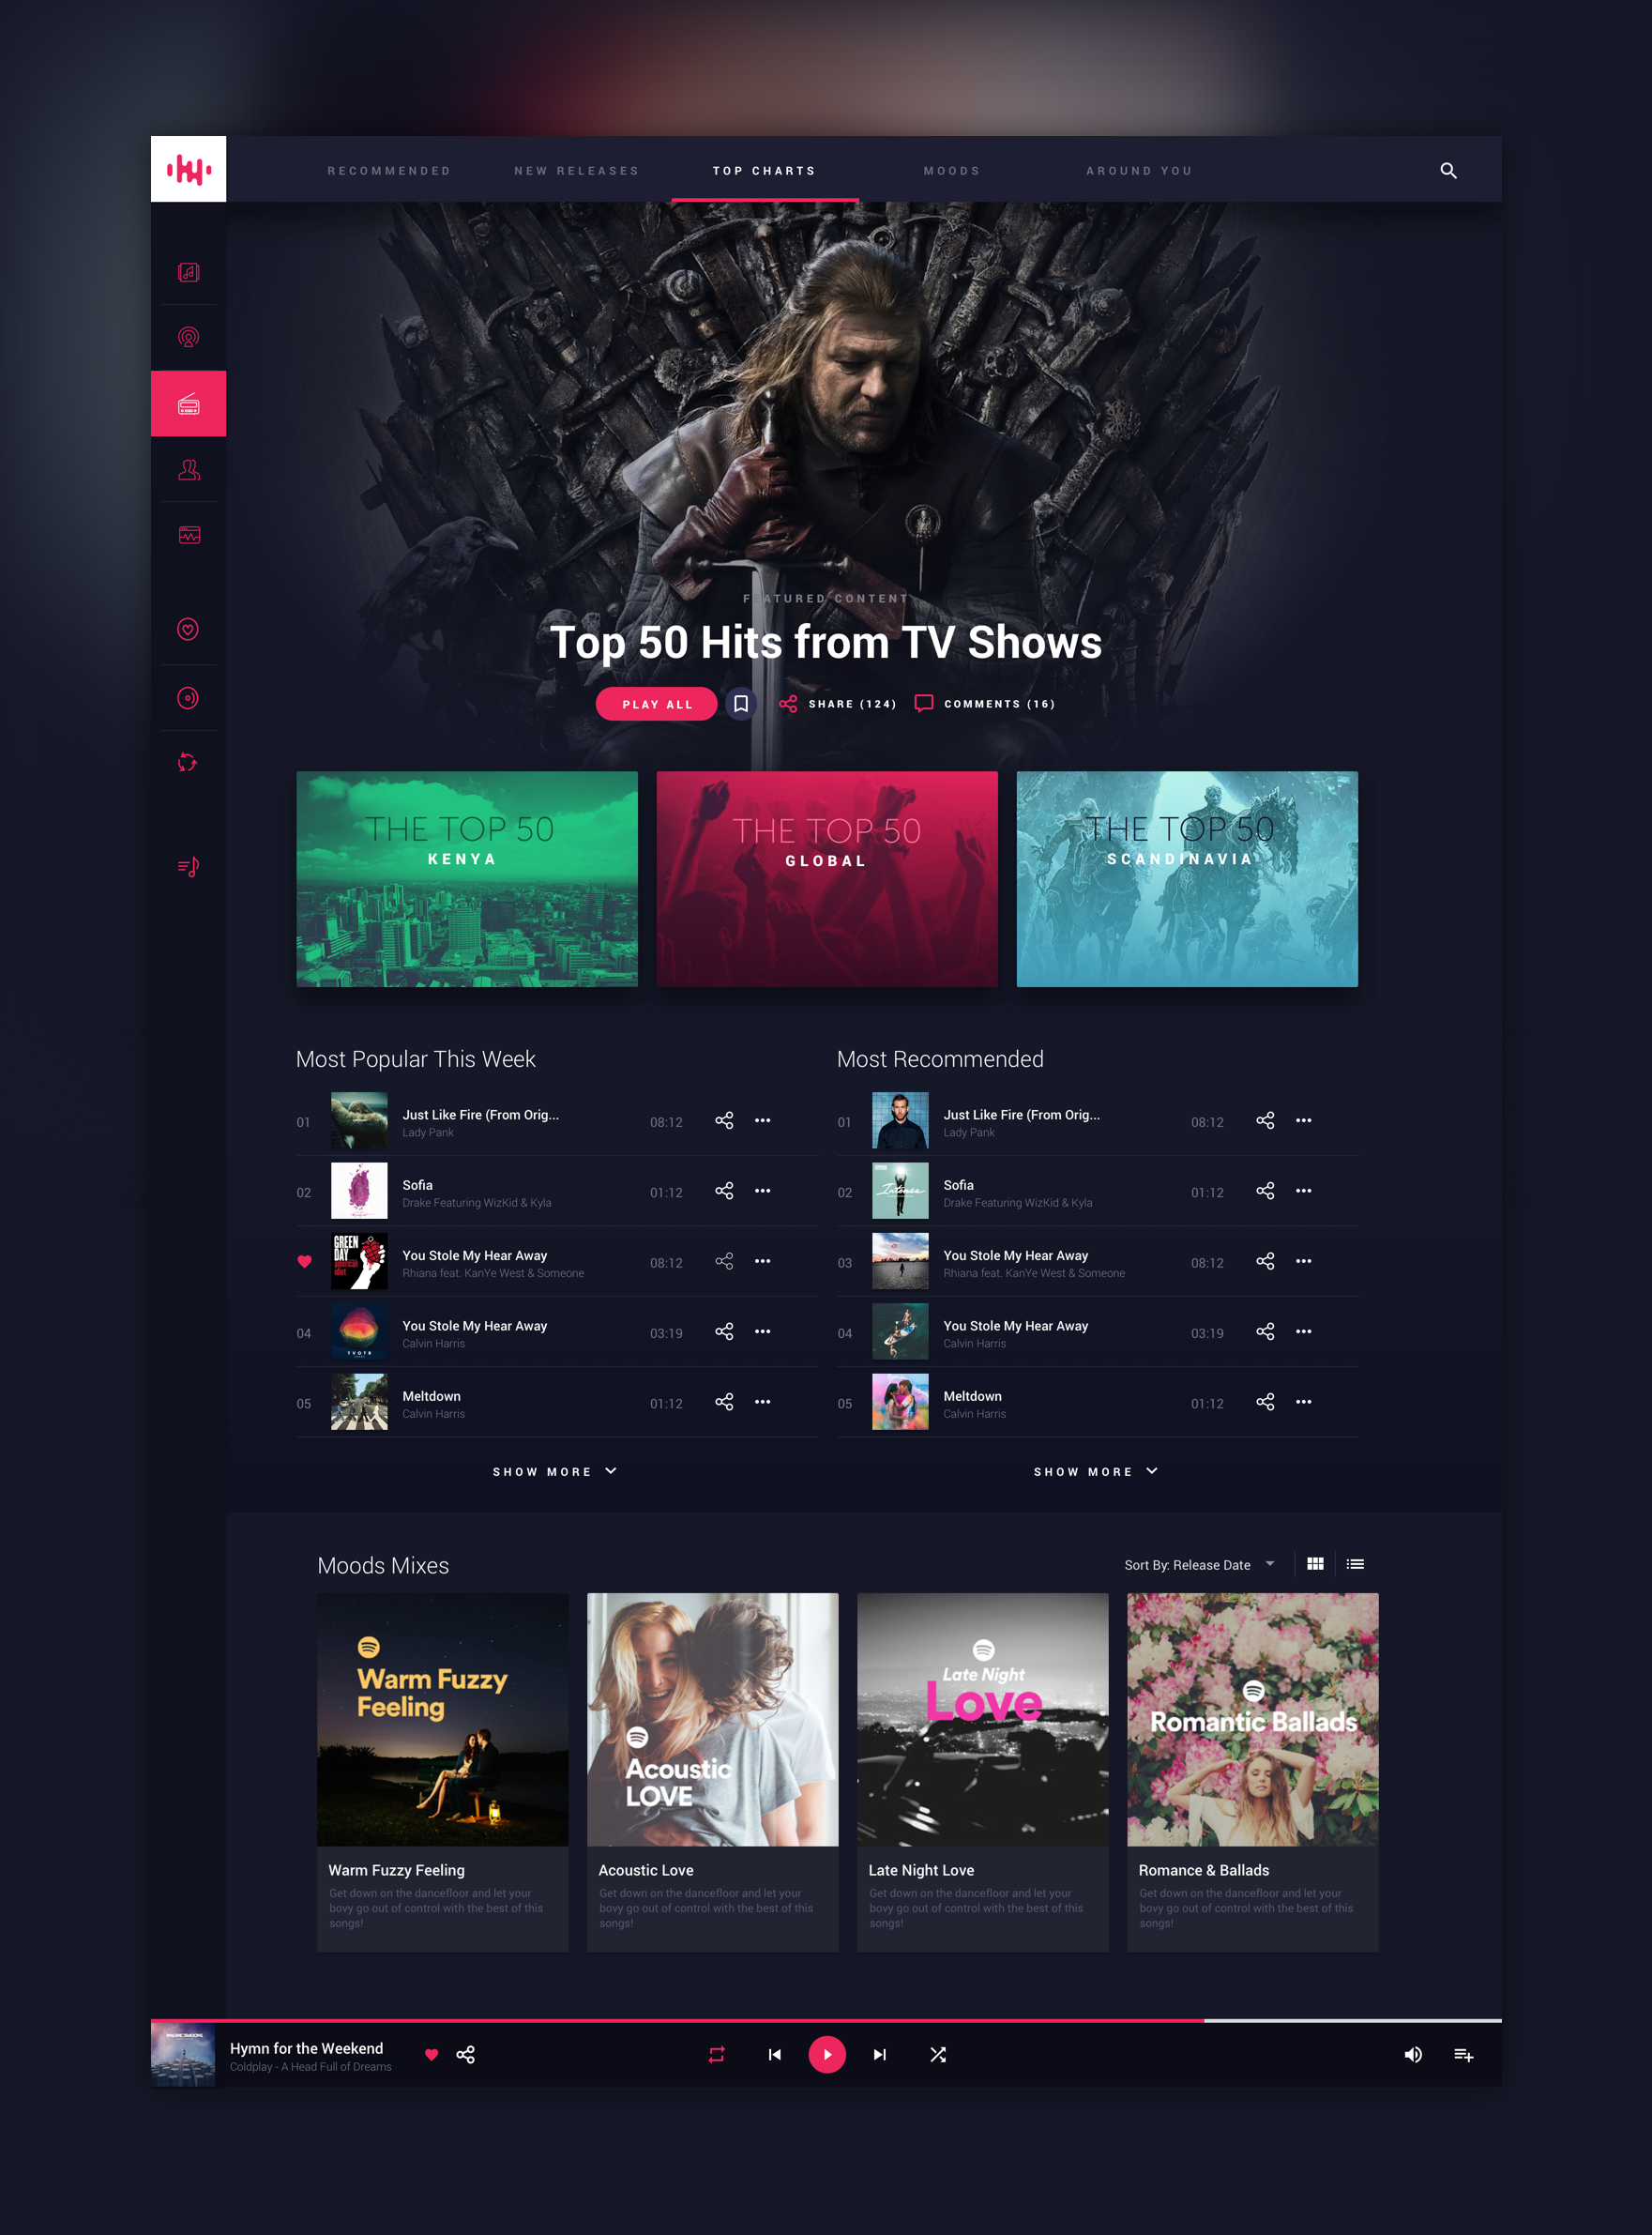 RECOMMENDED
NEW RELEASES
TOP CHARTS
MOODS
AROUND YOU
FEATURED CONTENT
Top 50 Hits from TV Shows
PLAY ALL
SHARE (124)
COMMENTS (16)
THE TOP 50
KENYA
THE TOP 50
GLOBAL
THE TOP 50
SCANDINAVIA
Most Popular This Week
01
Just Like Fire (From Orig...
Lady Pank
08:12
02
Sofia
Drake Featuring WizKid & Kyla
01:12
GREEN
DAY
american
idiot
You Stole My Hear Away
Rhiana feat. KanYe West & Someone
08:12
04
TVOTR
You Stole My Hear Away
Calvin Harris
03:19
05
Meltdown
Calvin Harris
01:12
SHOW MORE
Most Recommended
01
Just Like Fire (From Orig...
Lady Pank
08:12
02
Intense
Sofia
Drake Featuring WizKid & Kyla
01:12
03
You Stole My Hear Away
Rhiana feat. KanYe West & Someone
08:12
04
You Stole My Hear Away
Calvin Harris
03:19
05
Meltdown
Calvin Harris
01:12
SHOW MORE
Moods Mixes
Sort By: Release Date
Warm Fuzzy
Feeling
Warm Fuzzy Feeling
Get down on the dancefloor and let your
bovy go out of control with the best of this
songs!
Acoustic
LOVE
Acoustic Love
Get down on the dancefloor and let your
bovy go out of control with the best of this
songs!
Late Night
Love
Late Night Love
Get down on the dancefloor and let your
bovy go out of control with the best of this
songs!
Romantic Ballads
Romance & Ballads
Get down on the dancefloor and let your
bovy go out of control with the best of this
songs!
IMAGINE DRAGONS
Hymn for the Weekend
Coldplay - A Head Full of Dreams